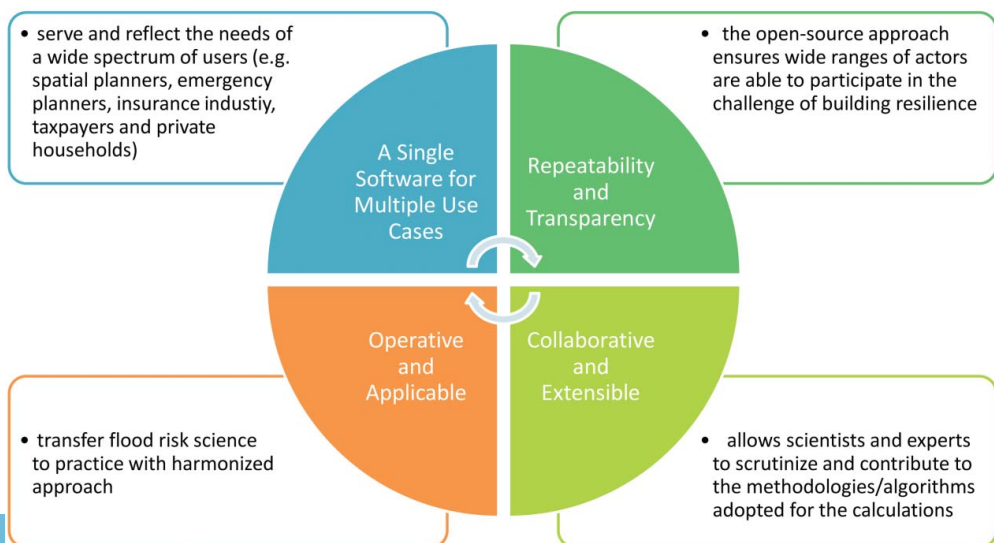 • serve and reflect the needs of
a wide spectrum of users (e.g.
spatial planners, emergency
planners, insurance industiy,
taxpayers and private
households)
A Single
Software for
Multiple Use
Cases
• the open-source approach
ensures wide ranges of actors
are able to participate in the
challenge of building resilience
Repeatability
and
Transparency
Operative
and
Applicable
• transfer flood risk science
to practice with harmonized
approach
Collaborative
and
Extensible
• allows scientists and experts
to scrutinize and contribute to
the methodologies/algorithms
adopted for the calculations